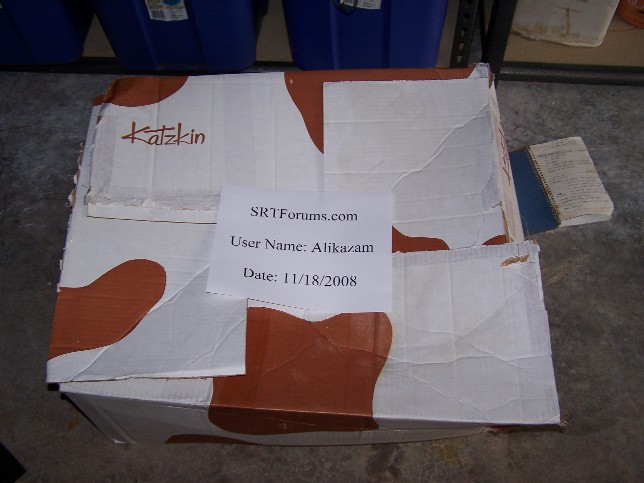 Katzkin
SRTForums.com
User Name: Alikazam
Date: 11/18/2008